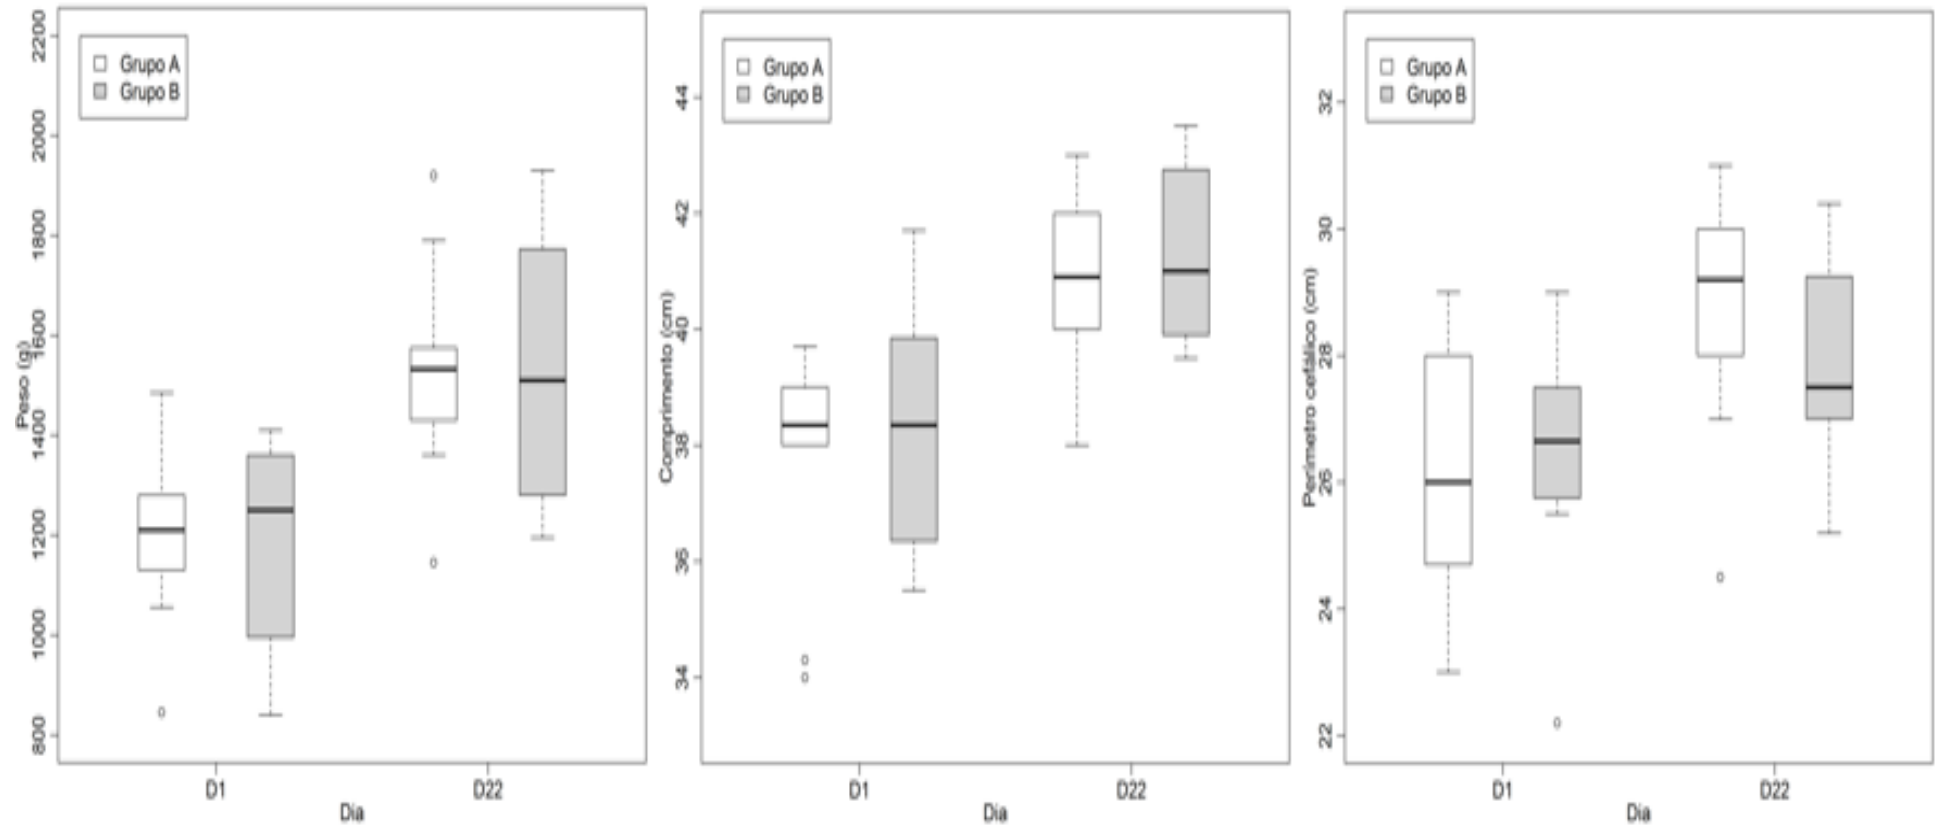 Peso (g)
2200
2000
1800
1600
1400
1200
1000
800
Grupo A
Grupo B
D1
D22
Dia
Comprimento (cm)
44
42
40
38
36
34
Grupo A
Grupo B
D1
D22
Dia
Perímetro cefálico (cm)
32
30
28
26
24
22
Grupo A
Grupo B
D1
D22
Dia